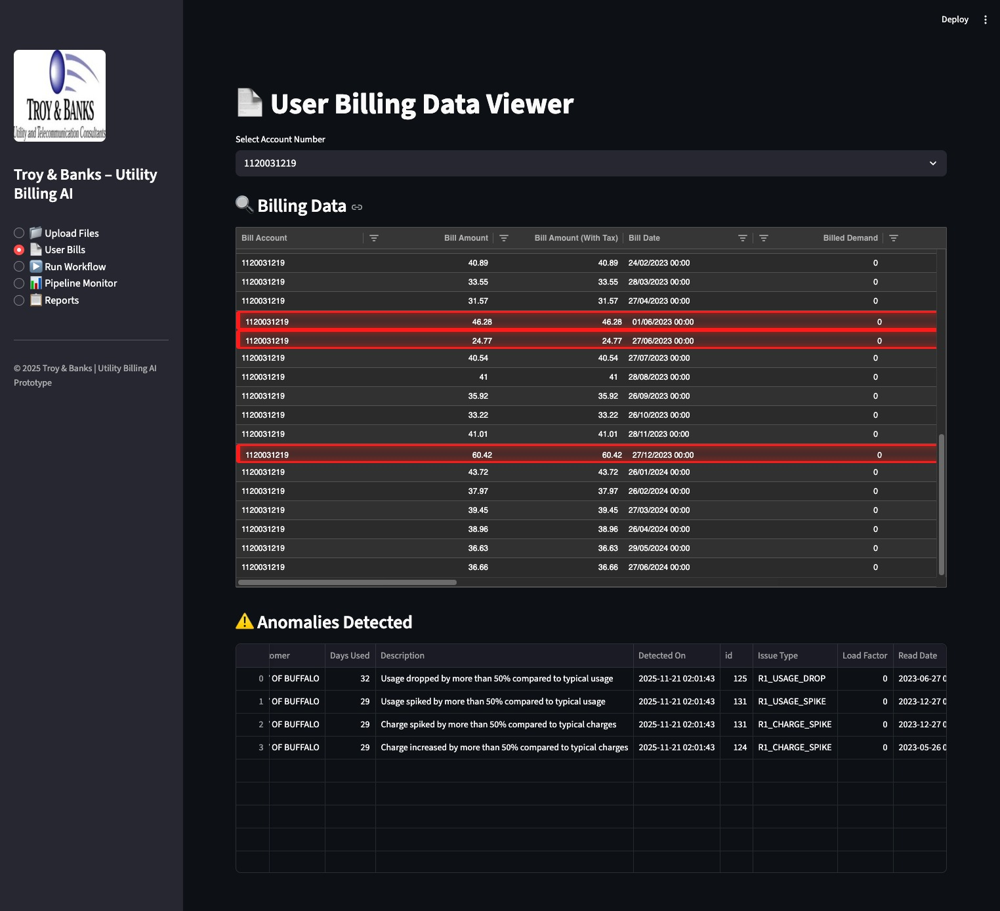 Deploy
TROY & BANKS
Utility and Telecommunication Consultants
Troy & Banks – Utility
Billing AI
Upload Files
User Bills
Run Workflow
Pipeline Monitor
Reports
© 2025 Troy & Banks | Utility Billing AI
Prototype
User Billing Data Viewer
Select Account Number
1120031219
Billing Data
Bill Account Bill Amount Bill Amount (With Tax) Bill Date Billed Demand
1120031219 40.89 40.89 24/02/2023 00:00 0
1120031219 33.55 33.55 28/03/2023 00:00 0
1120031219 31.57 31.57 27/04/2023 00:00 0
1120031219 46.28 46.28 01/06/2023 00:00 0
1120031219 24.77 24.77 27/06/2023 00:00 0
1120031219 40.54 40.54 27/07/2023 00:00 0
1120031219 41 41 28/08/2023 00:00 0
1120031219 35.92 35.92 26/09/2023 00:00 0
1120031219 33.22 33.22 26/10/2023 00:00 0
1120031219 41.01 41.01 28/11/2023 00:00 0
1120031219 60.42 60.42 27/12/2023 00:00 0
1120031219 43.72 43.72 26/01/2024 00:00 0
1120031219 37.97 37.97 26/02/2024 00:00 0
1120031219 39.45 39.45 27/03/2024 00:00 0
1120031219 38.96 38.96 26/04/2024 00:00 0
1120031219 36.63 36.63 29/05/2024 00:00 0
1120031219 36.66 36.66 27/06/2024 00:00 0
Anomalies Detected
omer Days Used Description Detected On id Issue Type Load Factor Read Date
0 OF BUFFALO 32 Usage dropped by more than 50% compared to typical usage 2025-11-21 02:01:43 125 R1_USAGE_DROP 0 2023-06-27 0
1 OF BUFFALO 29 Usage spiked by more than 50% compared to typical usage 2025-11-21 02:01:43 131 R1_USAGE_SPIKE 0 2023-12-27 0
2 OF BUFFALO 29 Charge spiked by more than 50% compared to typical charges 2025-11-21 02:01:43 131 R1_CHARGE_SPIKE 0 2023-12-27 0
3 OF BUFFALO 29 Charge increased by more than 50% compared to typical charges 2025-11-21 02:01:43 124 R1_CHARGE_SPIKE 0 2023-05-26 0